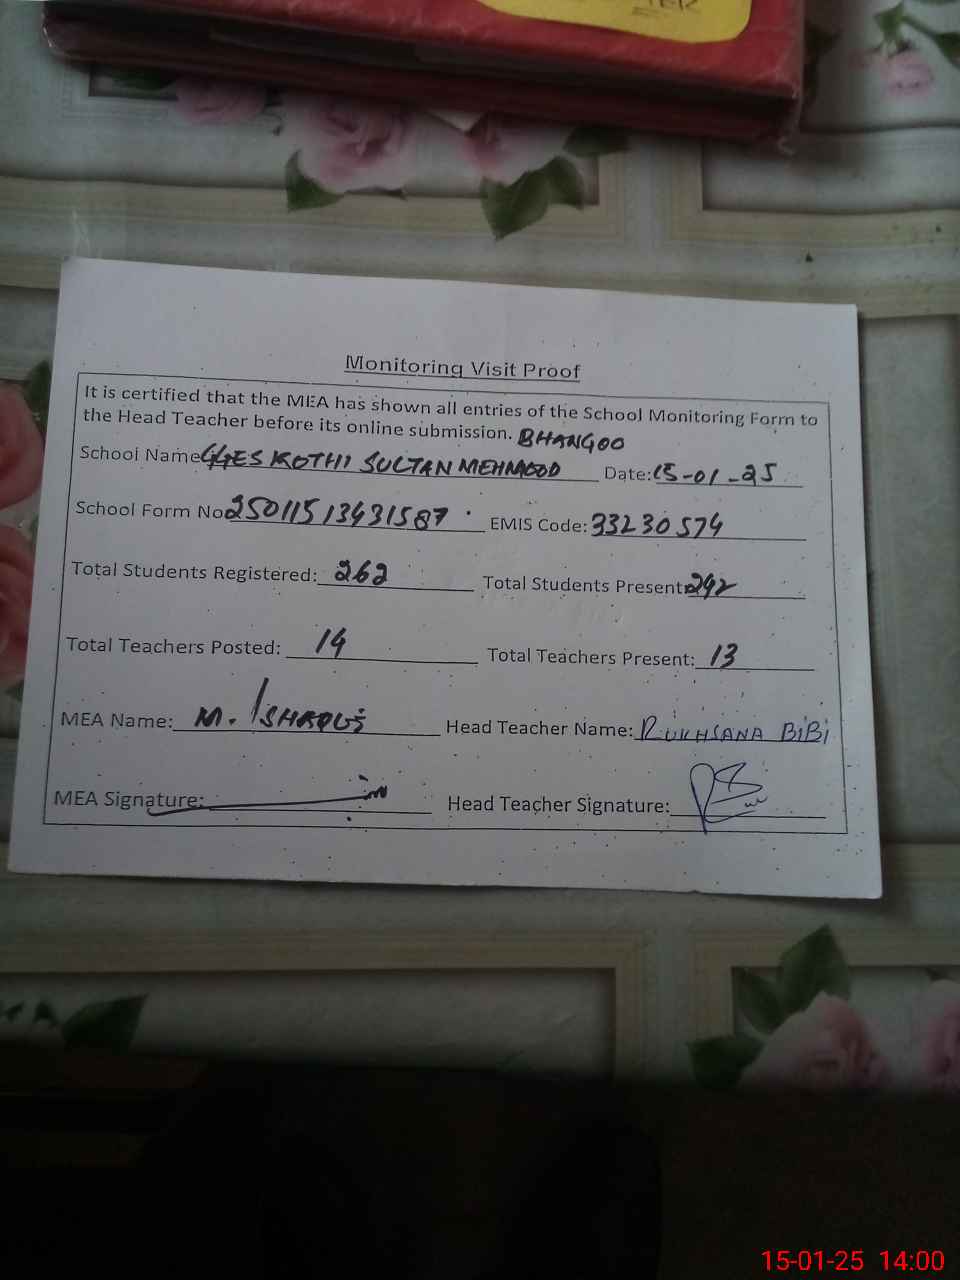 Monitoring Visit Proof
It is certified that the MEA has shown all entries of the School Monitoring Form to
the Head Teacher before its online submission. BHANGOO
School Name GGES KOTHI SULTAN MEHMOOD Date: 15-01-25
School Form No 25011513431587 EMIS Code: 33230574
Total Students Registered: 262 Total Students Present: 242
Total Teachers Posted: 14 Total Teachers Present: 13
MEA Name: M. ISHAQUE Head Teacher Name: RUKHSANA BiBi
MEA Signature: Head Teacher Signature:
15-01-25 14:00